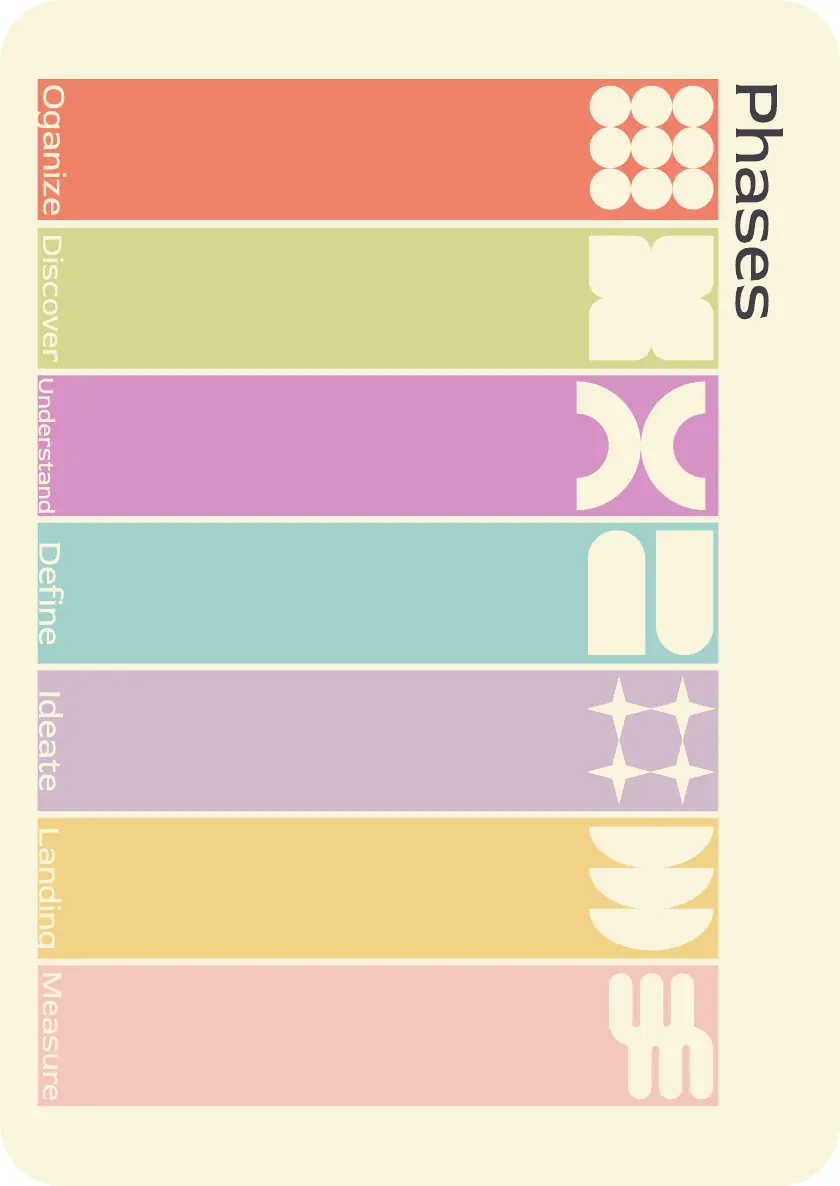 Phases
Oganize
Discover
Understand
Define
Ideate
Landing
Measure